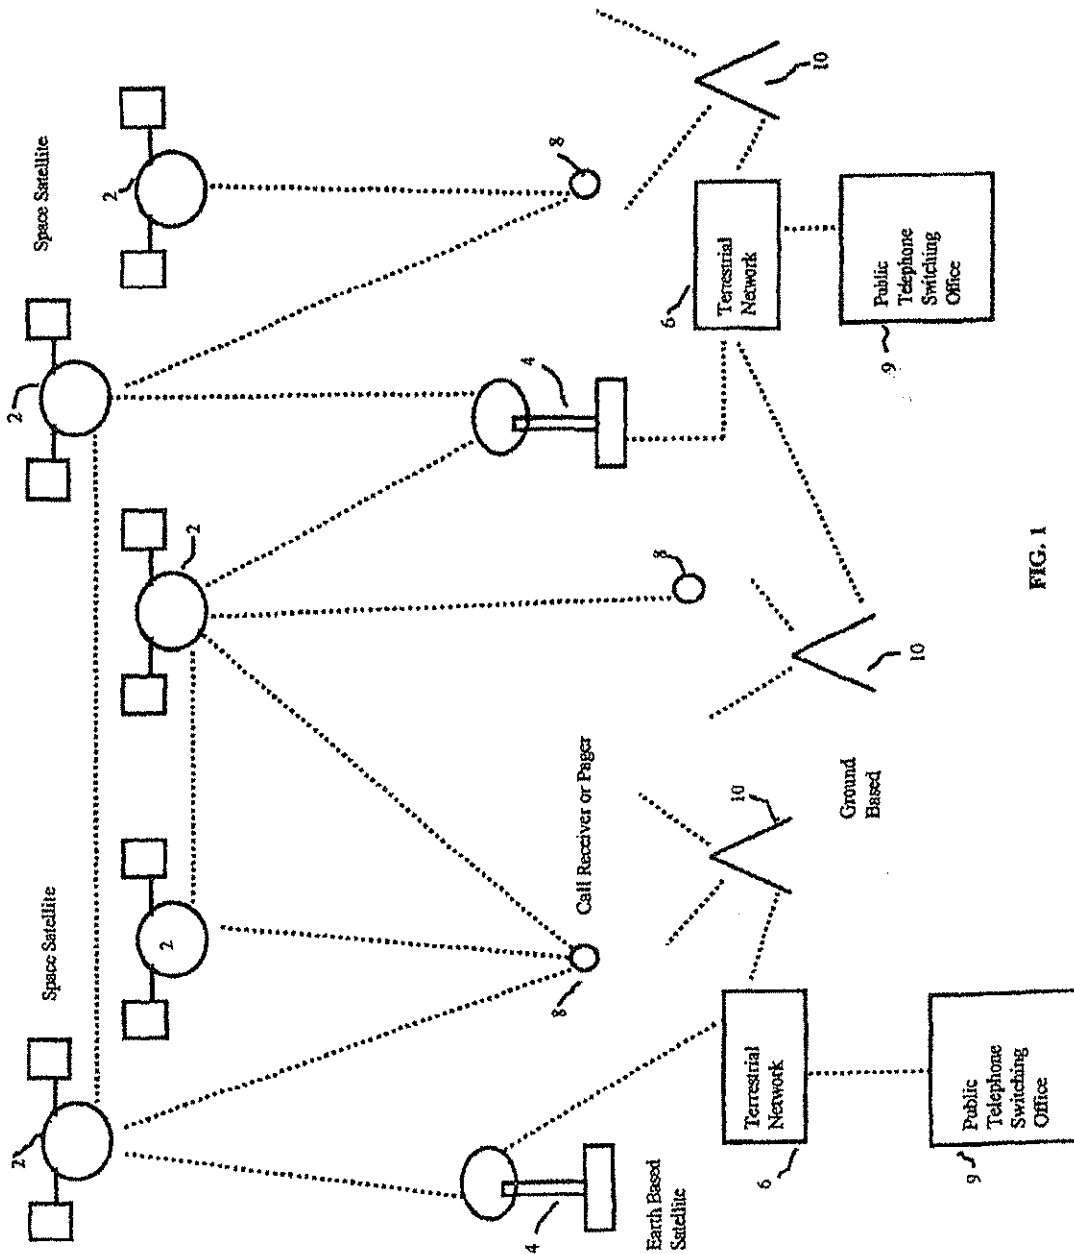 2
2
Space Satellite
Space Satellite
2
2
2
4
4
8
8
Call Receiver or Pager
Earth Based
Satellite
8
6
Terrestrial
Network
10
Terrestrial
Network
6
10
Ground
Based
Public
Telephone
Switching
Office
9
10
Public
Telephone
Switching
Office
9
FIG. 1